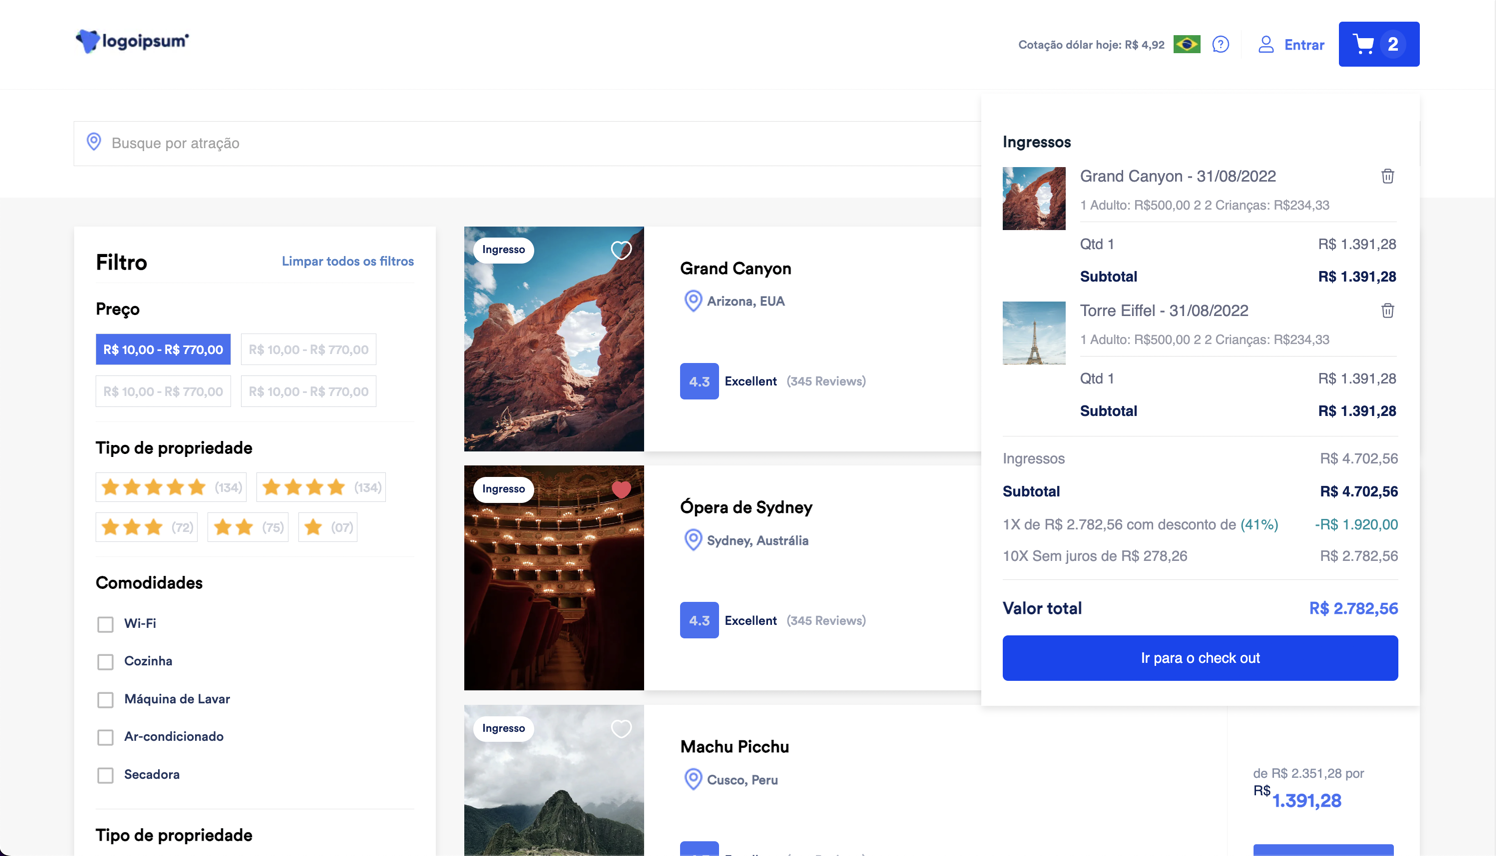 logoipsum
Cotação dólar hoje: R$ 4,92
Entrar
2
Busque por atração
Filtro
Limpar todos os filtros
Preço
R$ 10,00 - R$ 770,00
R$ 10,00 - R$ 770,00
R$ 10,00 - R$ 770,00
R$ 10,00 - R$ 770,00
Tipo de propriedade
(134)
(134)
(72)
(75)
(07)
Comodidades
Wi-Fi
Cozinha
Máquina de Lavar
Ar-condicionado
Secadora
Tipo de propriedade
Ingresso
Grand Canyon
Arizona, EUA
4.3 Excellent (345 Reviews)
Ingresso
Ópera de Sydney
Sydney, Austrália
4.3 Excellent (345 Reviews)
Ingresso
Machu Picchu
Cusco, Peru
de R$ 2.351,28 por
R$ 1.391,28
Ingressos
Grand Canyon - 31/08/2022
1 Adulto: R$500,00 2 2 Crianças: R$234,33
Qtd 1 R$ 1.391,28
Subtotal R$ 1.391,28
Torre Eiffel - 31/08/2022
1 Adulto: R$500,00 2 2 Crianças: R$234,33
Qtd 1 R$ 1.391,28
Subtotal R$ 1.391,28
Ingressos R$ 4.702,56
Subtotal R$ 4.702,56
1X de R$ 2.782,56 com desconto de (41%) -R$ 1.920,00
10X Sem juros de R$ 278,26 R$ 2.782,56
Valor total R$ 2.782,56
Ir para o check out